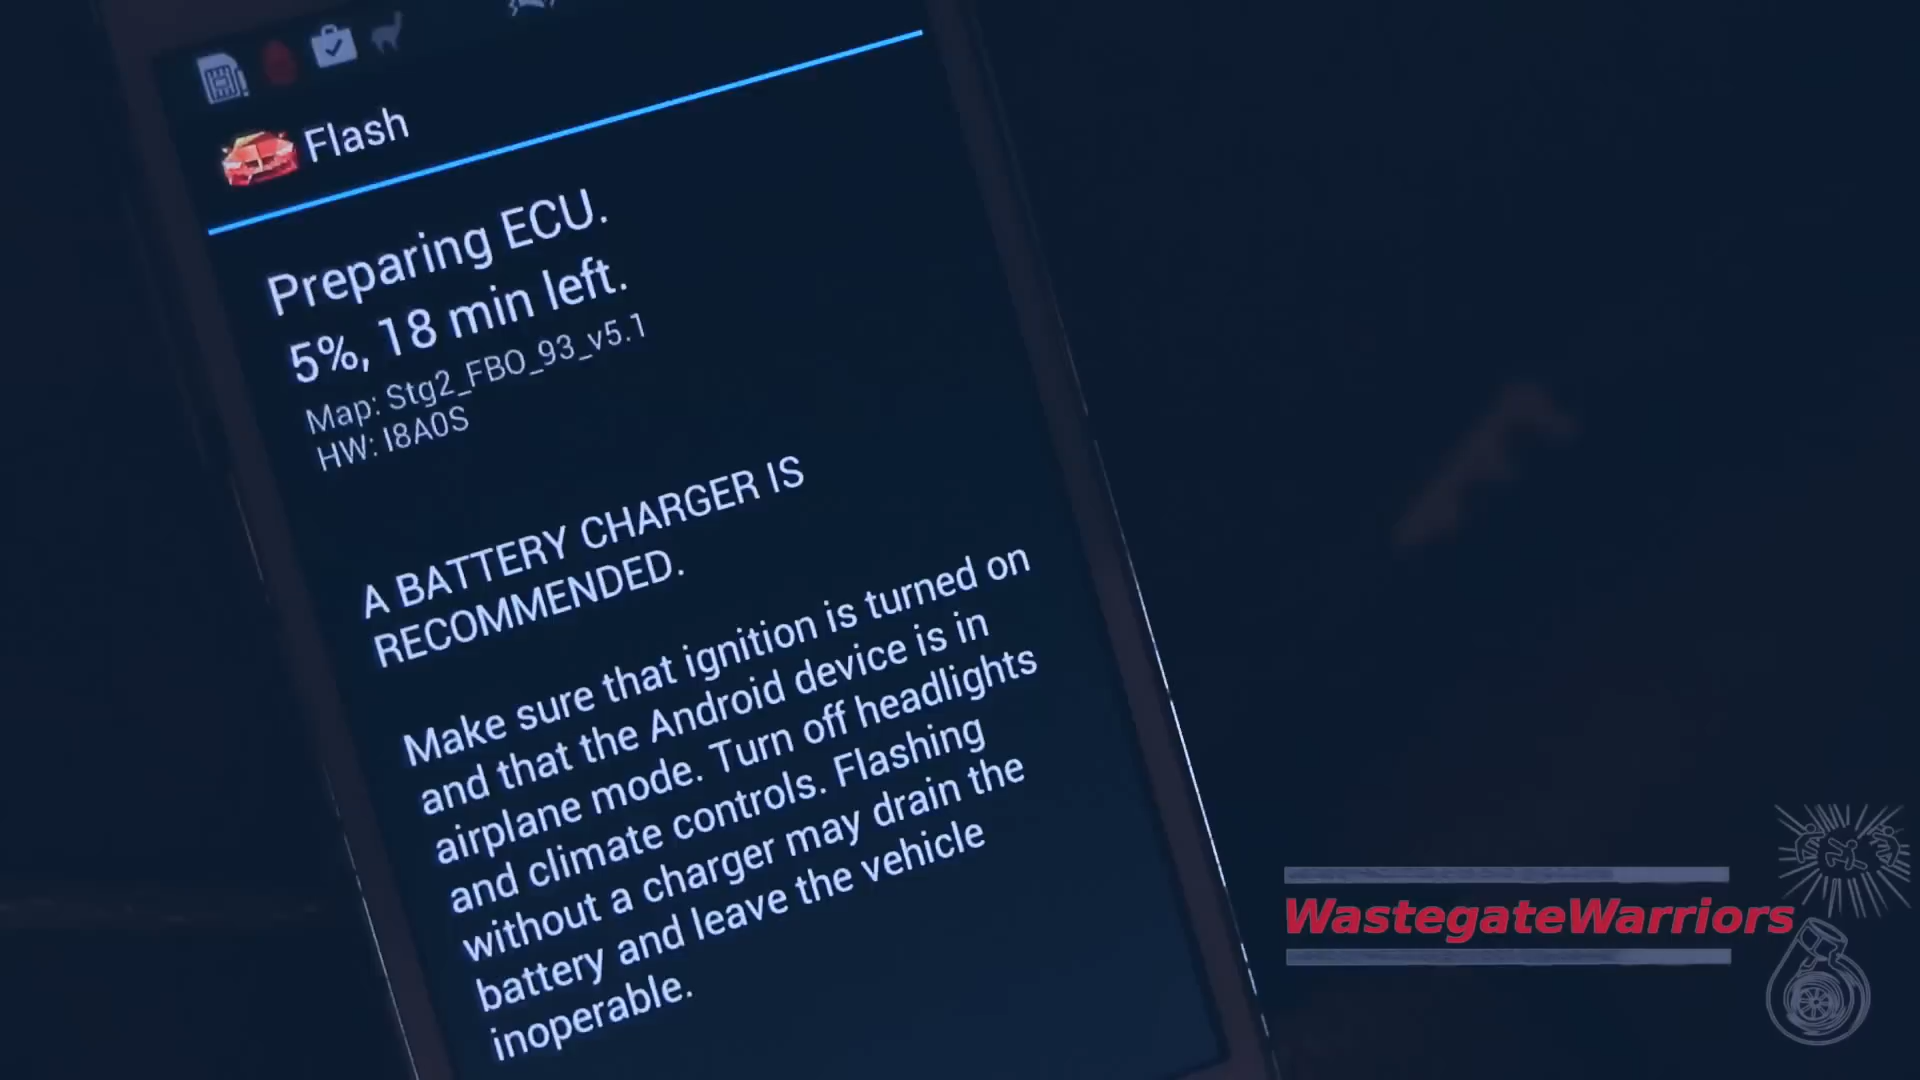 Flash
Preparing ECU.
5%, 18 min left.
Map: Stg2_FBO_93_v5.1
HW: I8A0S
A BATTERY CHARGER IS
RECOMMENDED.
Make sure that ignition is turned on
and that the Android device is in
airplane mode. Turn off headlights
and climate controls. Flashing
without a charger may drain the
battery and leave the vehicle
inoperable.
WastegateWarriors